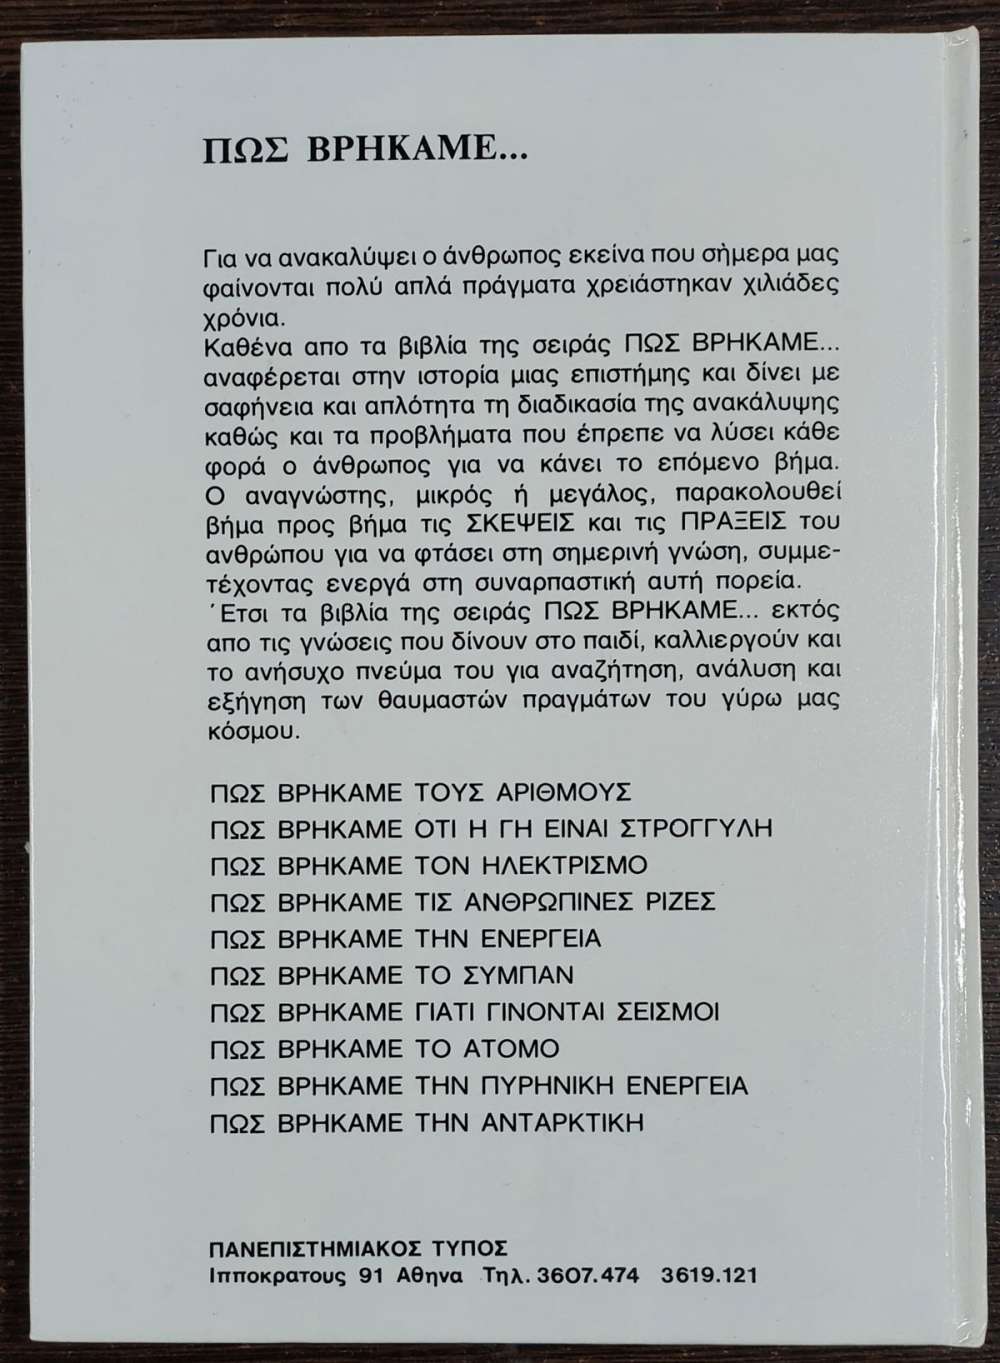 ΠΩΣ ΒΡΗΚΑΜΕ...
Για να ανακαλύψει ο άνθρωπος εκείνα που σήμερα μας
φαίνονται πολύ απλά πράγματα χρειάστηκαν χιλιάδες
χρόνια.
Καθένα απο τα βιβλία της σειράς ΠΩΣ ΒΡΗΚΑΜΕ...
αναφέρεται στην ιστορία μιας επιστήμης και δίνει με
σαφήνεια και απλότητα τη διαδικασία της ανακάλυψης
καθώς και τα προβλήματα που έπρεπε να λύσει κάθε
φορά ο άνθρωπος για να κάνει το επόμενο βήμα.
Ο αναγνώστης, μικρός ή μεγάλος, παρακολουθεί
βήμα προς βήμα τις ΣΚΕΨΕΙΣ και τις ΠΡΑΞΕΙΣ του
ανθρώπου για να φτάσει στη σημερινή γνώση, συμμε-
τέχοντας ενεργά στη συναρπαστική αυτή πορεία.
Έτσι τα βιβλία της σειράς ΠΩΣ ΒΡΗΚΑΜΕ... εκτός
απο τις γνώσεις που δίνουν στο παιδί, καλλιεργούν και
το ανήσυχο πνεύμα του για αναζήτηση, ανάλυση και
εξήγηση των θαυμαστών πραγμάτων του γύρω μας
κόσμου.
ΠΩΣ ΒΡΗΚΑΜΕ ΤΟΥΣ ΑΡΙΘΜΟΥΣ
ΠΩΣ ΒΡΗΚΑΜΕ ΟΤΙ Η ΓΗ ΕΙΝΑΙ ΣΤΡΟΓΓΥΛΗ
ΠΩΣ ΒΡΗΚΑΜΕ ΤΟΝ ΗΛΕΚΤΡΙΣΜΟ
ΠΩΣ ΒΡΗΚΑΜΕ ΤΙΣ ΑΝΘΡΩΠΙΝΕΣ ΡΙΖΕΣ
ΠΩΣ ΒΡΗΚΑΜΕ ΤΗΝ ΕΝΕΡΓΕΙΑ
ΠΩΣ ΒΡΗΚΑΜΕ ΤΟ ΣΥΜΠΑΝ
ΠΩΣ ΒΡΗΚΑΜΕ ΓΙΑΤΙ ΓΙΝΟΝΤΑΙ ΣΕΙΣΜΟΙ
ΠΩΣ ΒΡΗΚΑΜΕ ΤΟ ΑΤΟΜΟ
ΠΩΣ ΒΡΗΚΑΜΕ ΤΗΝ ΠΥΡΗΝΙΚΗ ΕΝΕΡΓΕΙΑ
ΠΩΣ ΒΡΗΚΑΜΕ ΤΗΝ ΑΝΤΑΡΚΤΙΚΗ
ΠΑΝΕΠΙΣΤΗΜΙΑΚΟΣ ΤΥΠΟΣ
Ιπποκρατους 91 Αθηνα Τηλ. 3607.474 3619.121